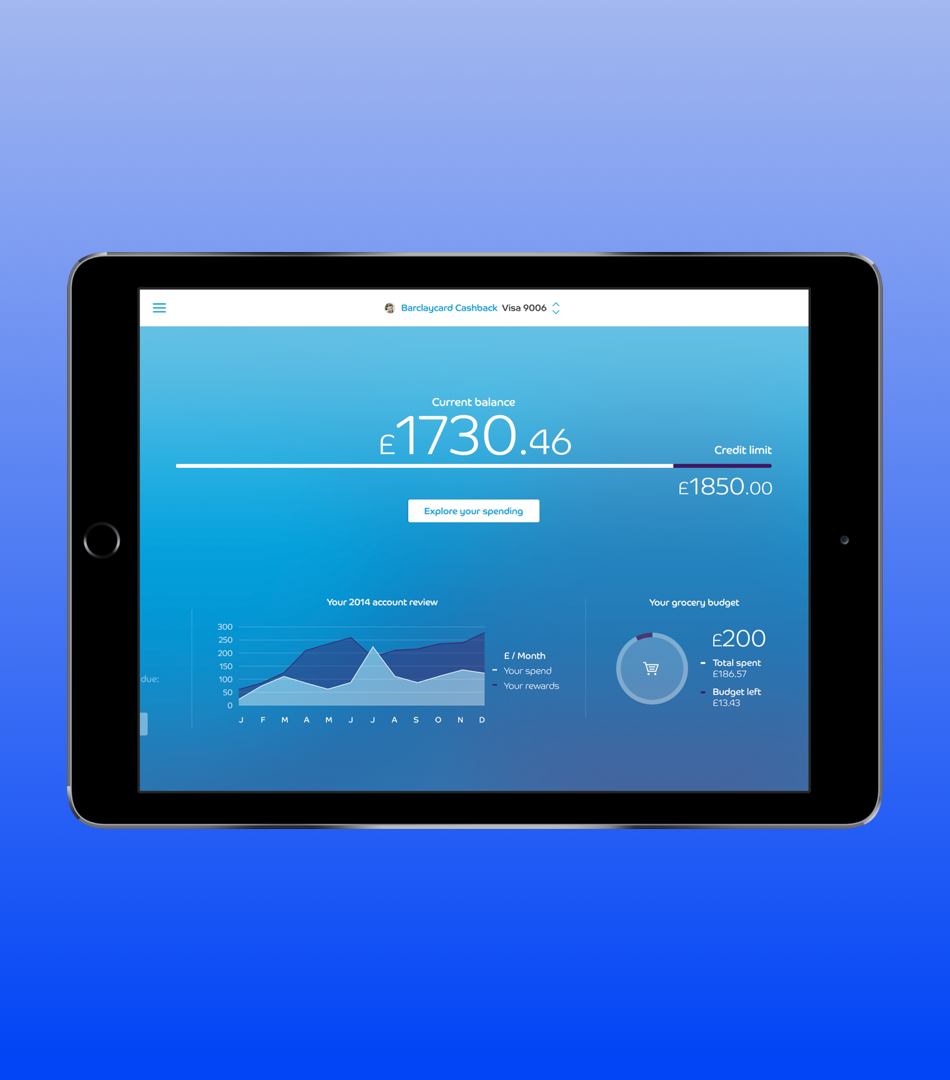 Barclaycard Cashback Visa 9006
Current balance
£1730.46
Credit limit
£1850.00
Explore your spending
due:
Your 2014 account review
300
250
200
150
100
50
0
J F M A M J J A S O N D
£ / Month
Your spend
Your rewards
Your grocery budget
£200
Total spent
£186.57
Budget left
£13.43